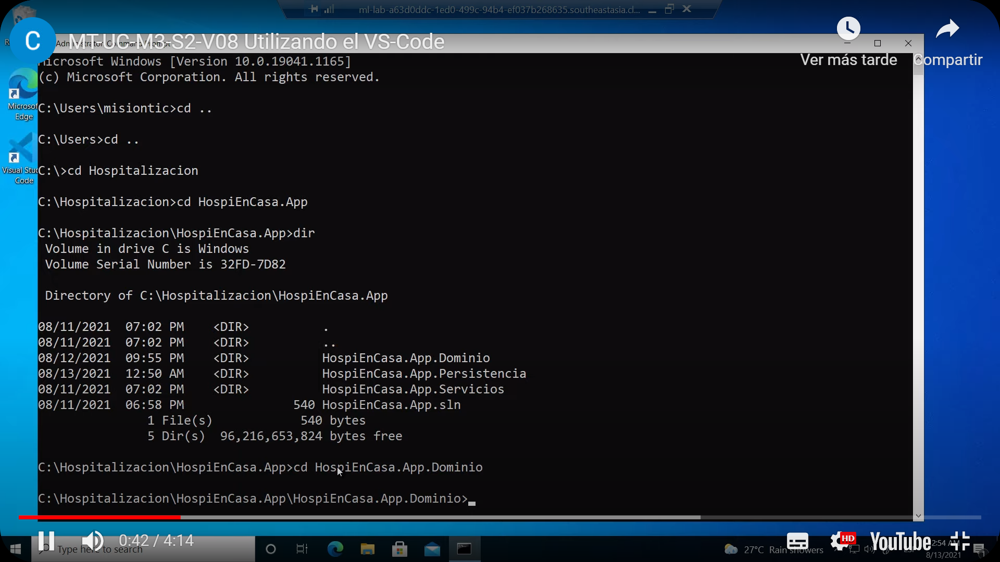 ml-lab-a63d0ddc-1ed0-499c-94b4-ef037b268635.southeastasia.cl...
C
MT-UC-M3-S2-V08 Utilizando el VS-Code
Administrator: Command Prompt
Ver más tarde
Compartir
Microsoft Windows [Version 10.0.19041.1165]
(c) Microsoft Corporation. All rights reserved.
Microsof
Edge
C:\Users\misiontic>cd ..
C:\Users>cd ..
Visual Stud
Code
C:\>cd Hospitalizacion
C:\Hospitalizacion>cd HospiEnCasa.App
C:\Hospitalizacion\HospiEnCasa.App>dir
Volume in drive C is Windows
Volume Serial Number is 32FD-7D82
Directory of C:\Hospitalizacion\HospiEnCasa.App
08/11/2021  07:02 PM    <DIR>          .
08/11/2021  07:02 PM    <DIR>          ..
08/12/2021  09:55 PM    <DIR>          HospiEnCasa.App.Dominio
08/13/2021  12:50 AM    <DIR>          HospiEnCasa.App.Persistencia
08/11/2021  07:02 PM    <DIR>          HospiEnCasa.App.Servicios
08/11/2021  06:58 PM               540 HospiEnCasa.App.sln
1 File(s)            540 bytes
5 Dir(s)  96,216,653,824 bytes free
C:\Hospitalizacion\HospiEnCasa.App>cd HospiEnCasa.App.Dominio
C:\Hospitalizacion\HospiEnCasa.App\HospiEnCasa.App.Dominio>
0:42 / 4:14
HD
YouTube
Type here to search
27°C Rain showers
2:54 AM
8/13/2021
1